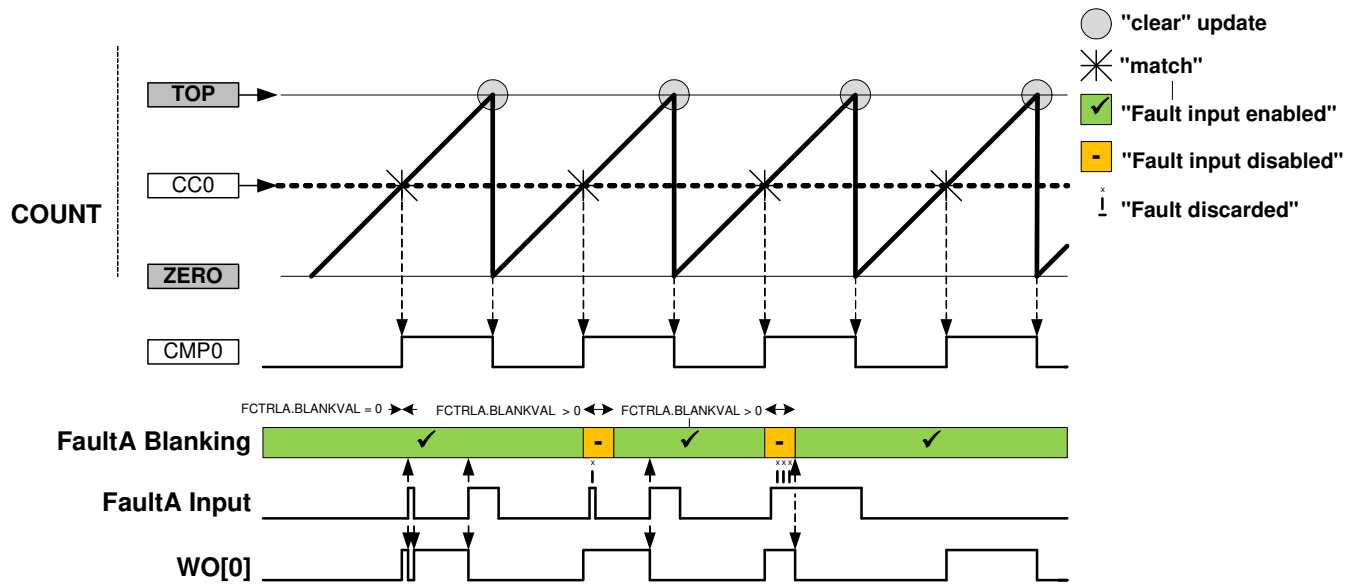 "clear" update
"match"
TOP
"Fault input enabled"
"Fault input disabled"
CC0
x
"Fault discarded"
COUNT
ZERO
CMP0
FCTRLA.BLANKVAL = 0
FCTRLA.BLANKVAL > 0
FCTRLA.BLANKVAL > 0
FaultA Blanking
✓ - ✓ - ✓
x xxx
FaultA Input
WO[0]